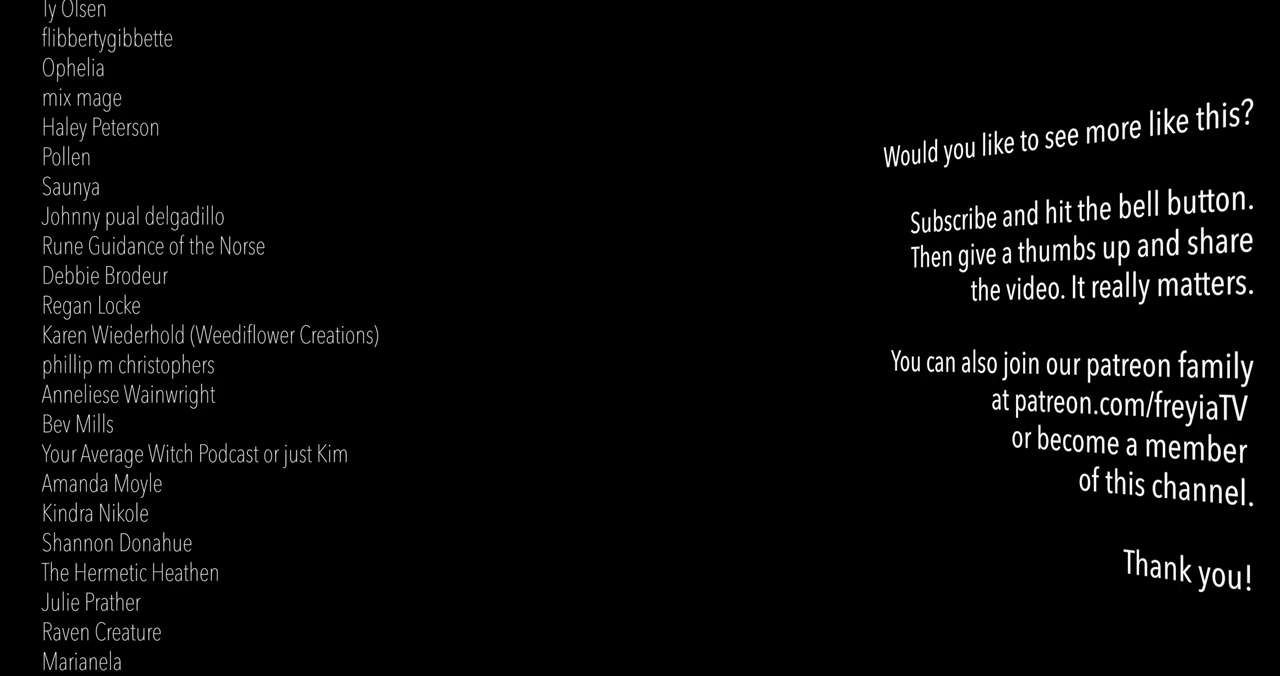 Ty Olsen
flibbertygibbette
Ophelia
mix mage
Haley Peterson
Pollen
Saunya
Johnny pual delgadillo
Rune Guidance of the Norse
Debbie Brodeur
Regan Locke
Karen Wiederhold (Weediflower Creations)
phillip m christophers
Anneliese Wainwright
Bev Mills
Your Average Witch Podcast or just Kim
Amanda Moyle
Kindra Nikole
Shannon Donahue
The Hermetic Heathen
Julie Prather
Raven Creature
Marianela
Would you like to see more like this?
Subscribe and hit the bell button.
Then give a thumbs up and share
the video. It really matters.
You can also join our patreon family
at patreon.com/freyiaTV
or become a member
of this channel.
Thank you!